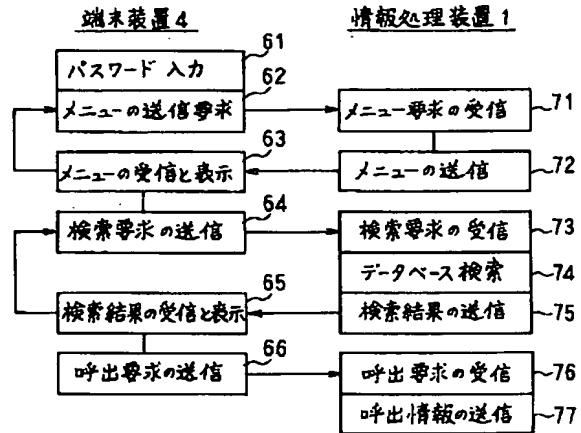 端末装置4
情報処理装置1
61
パスワード 入力
62
メニューの送信要求
メニュー要求の受信
71
63
メニューの受信と表示
メニューの送信
72
64
検索要求の送信
検索要求の受信
73
データベース検索
74
65
検索結果の受信と表示
検索結果の送信
75
66
呼出要求の送信
呼出要求の受信
76
呼出情報の送信
77